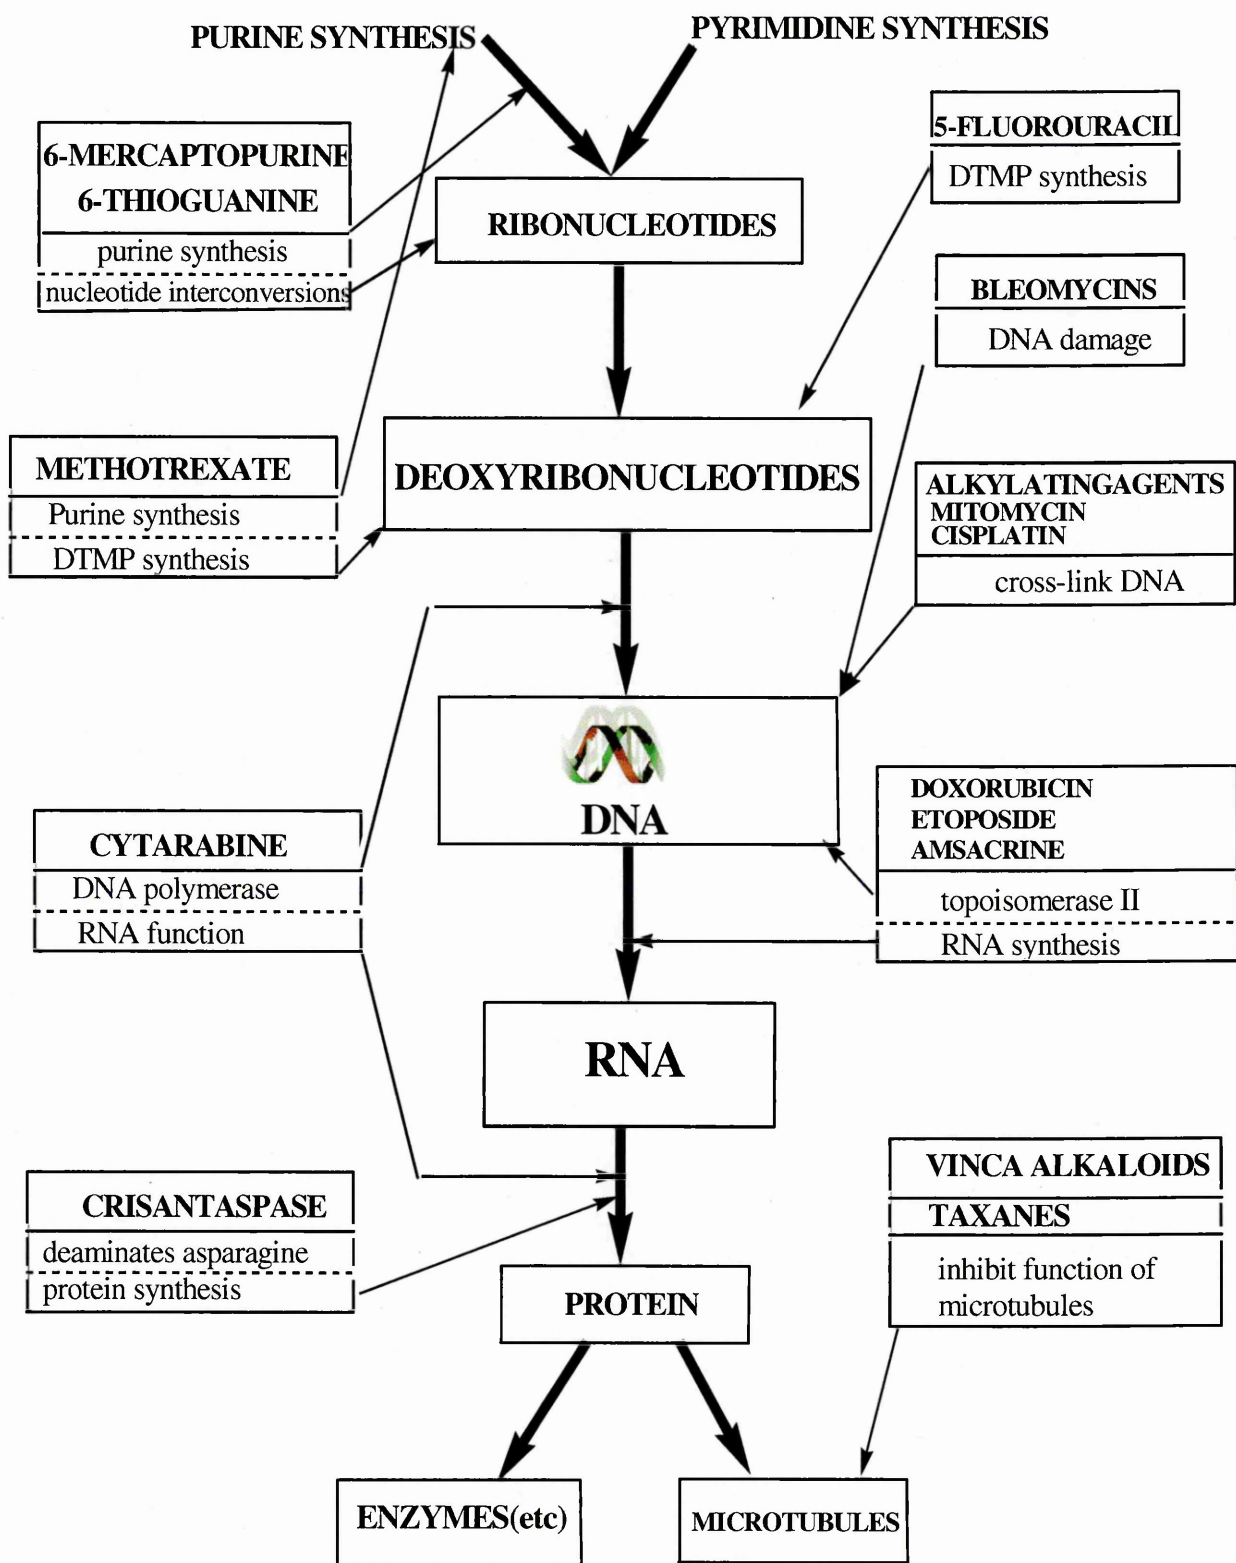 PURINE SYNTHESIS
PYRIMIDINE SYNTHESIS
6-MERCAPTOPURINE
6-THIOGUANINE
purine synthesis
nucleotide interconversions
RIBONUCLEOTIDES
5-FLUOROURACIL
DTMP synthesis
BLEOMYCINS
DNA damage
METHOTREXATE
Purine synthesis
DTMP synthesis
DEOXYRIBONUCLEOTIDES
ALKYLATINGAGENTS
MITOMYCIN
CISPLATIN
cross-link DNA
DNA
CYTARABINE
DNA polymerase
RNA function
DOXORUBICIN
ETOPOSIDE
AMSACRINE
topoisomerase II
RNA synthesis
RNA
CRISANTASPASE
deaminates asparagine
protein synthesis
VINCA ALKALOIDS
TAXANES
inhibit function of
microtubules
PROTEIN
ENZYMES(etc)
MICROTUBULES